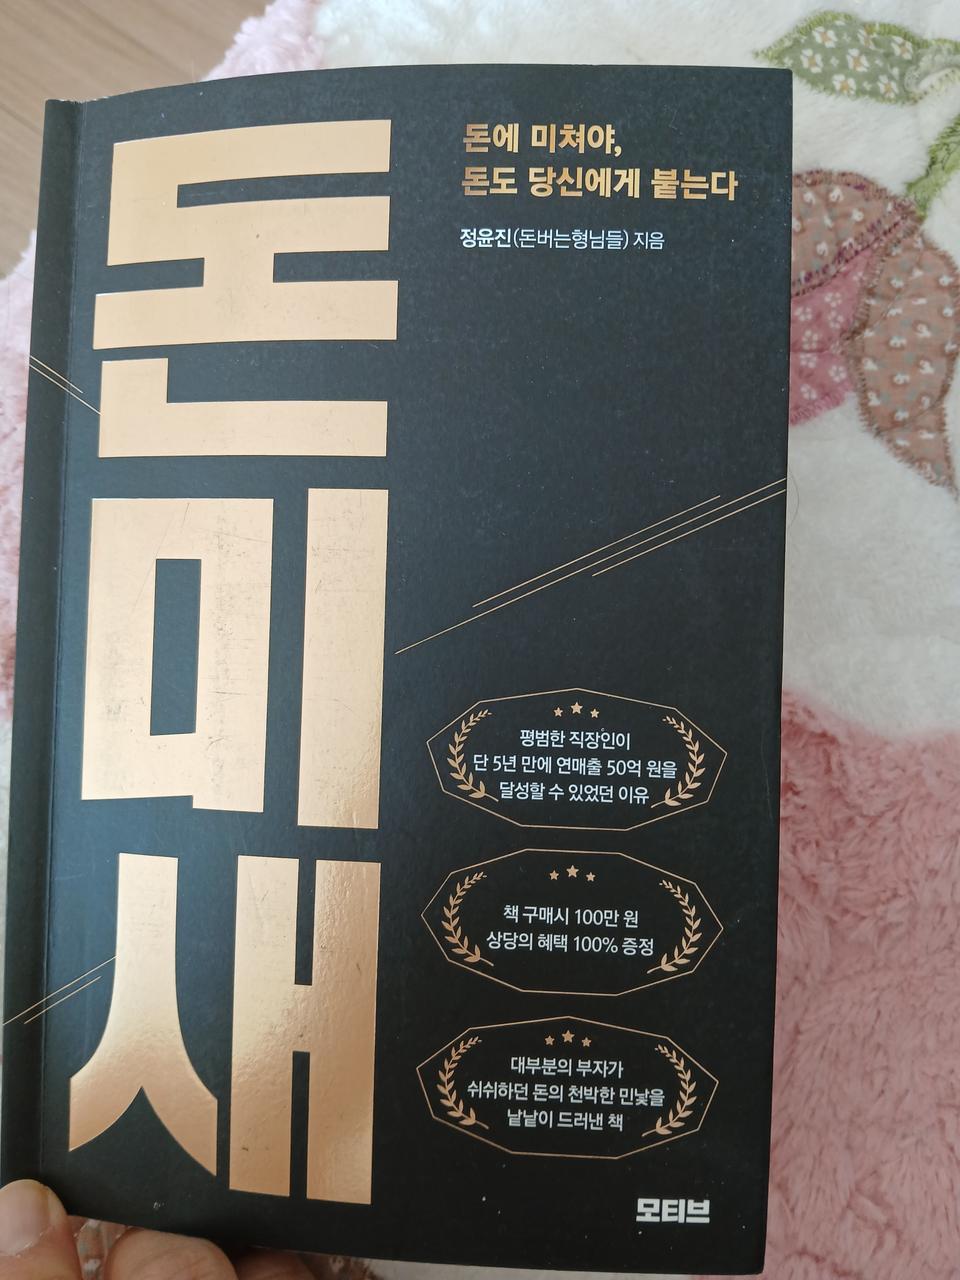 돈미새
돈에 미쳐야,
돈도 당신에게 붙는다
정윤진(돈버는형님들) 지음
평범한 직장인이
단 5년 만에 연매출 50억 원을
달성할 수 있었던 이유
책 구매시 100만 원
상당의 혜택 100% 증정
대부분의 부자가
쉬쉬하던 돈의 천박한 민낯을
낱낱이 드러낸 책
모티브